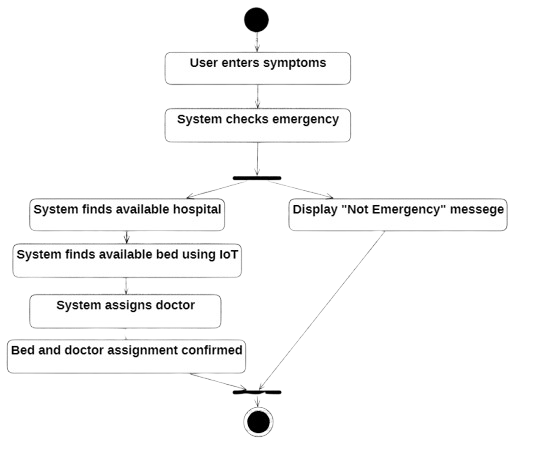 User enters symptoms
System checks emergency
System finds available hospital
Display "Not Emergency" messege
System finds available bed using IoT
System assigns doctor
Bed and doctor assignment confirmed